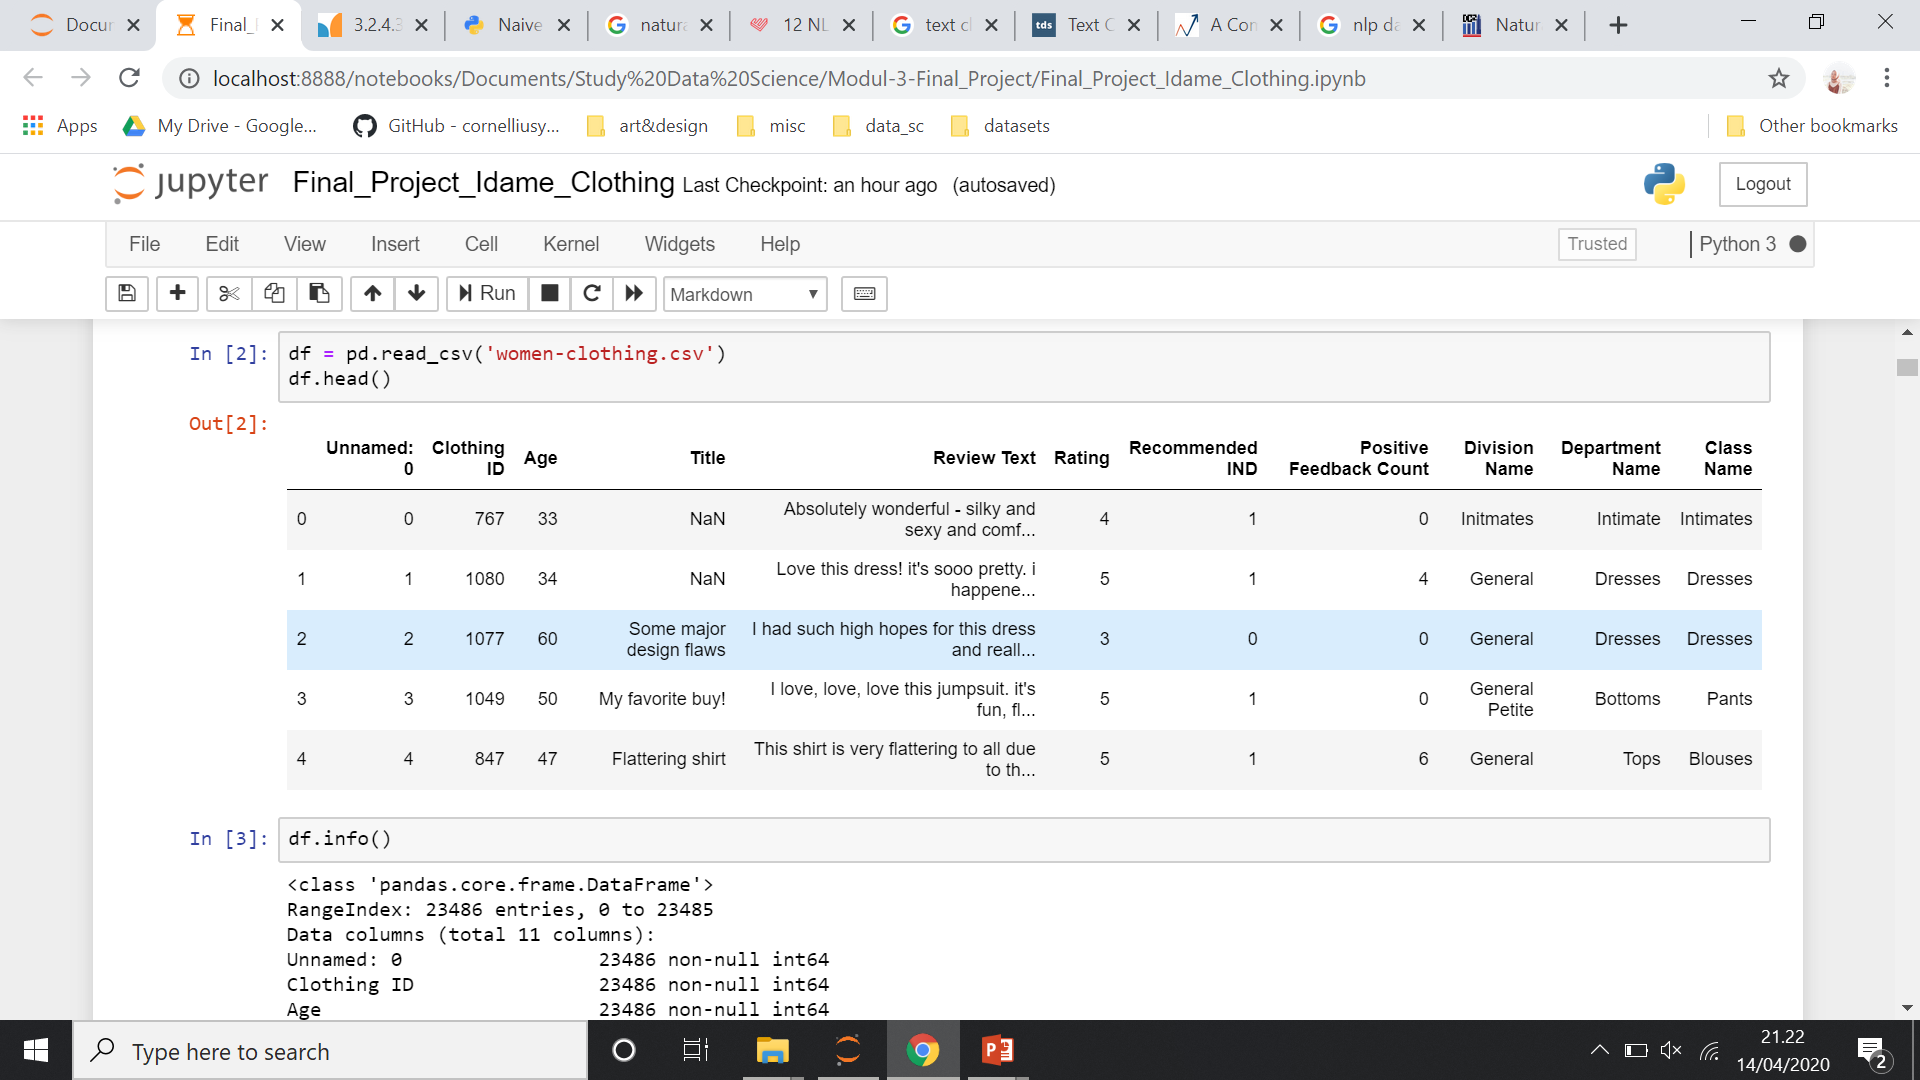 Docur
Final_
3.2.4.3
Naive
natura
12 NL
text cl
tds Text C
A Con
nlp da
Natur
localhost:8888/notebooks/Documents/Study%20Data%20Science/Modul-3-Final_Project/Final_Project_Idame_Clothing.ipynb
Apps My Drive - Google... GitHub - cornelliusy... art&design misc data_sc datasets Other bookmarks
jupyter Final_Project_Idame_Clothing Last Checkpoint: an hour ago (autosaved) Logout
File Edit View Insert Cell Kernel Widgets Help Trusted Python 3
Run Markdown
In [2]: df = pd.read_csv('women-clothing.csv')
df.head()
Out[2]:
Unnamed: 0 Clothing ID Age Title Review Text Rating Recommended IND Positive Feedback Count Division Name Department Name Class Name
0 0 767 33 NaN Absolutely wonderful - silky and sexy and comf... 4 1 0 Initmates Intimate Intimates
1 1 1080 34 NaN Love this dress! it's sooo pretty. i happene... 5 1 4 General Dresses Dresses
2 2 1077 60 Some major design flaws I had such high hopes for this dress and reall... 3 0 0 General Dresses Dresses
3 3 1049 50 My favorite buy! I love, love, love this jumpsuit. it's fun, fl... 5 1 0 General Petite Bottoms Pants
4 4 847 47 Flattering shirt This shirt is very flattering to all due to th... 5 1 6 General Tops Blouses
In [3]: df.info()
<class 'pandas.core.frame.DataFrame'>
RangeIndex: 23486 entries, 0 to 23485
Data columns (total 11 columns):
Unnamed: 0 23486 non-null int64
Clothing ID 23486 non-null int64
Age 23486 non-null int64
Type here to search
21.22
14/04/2020
2